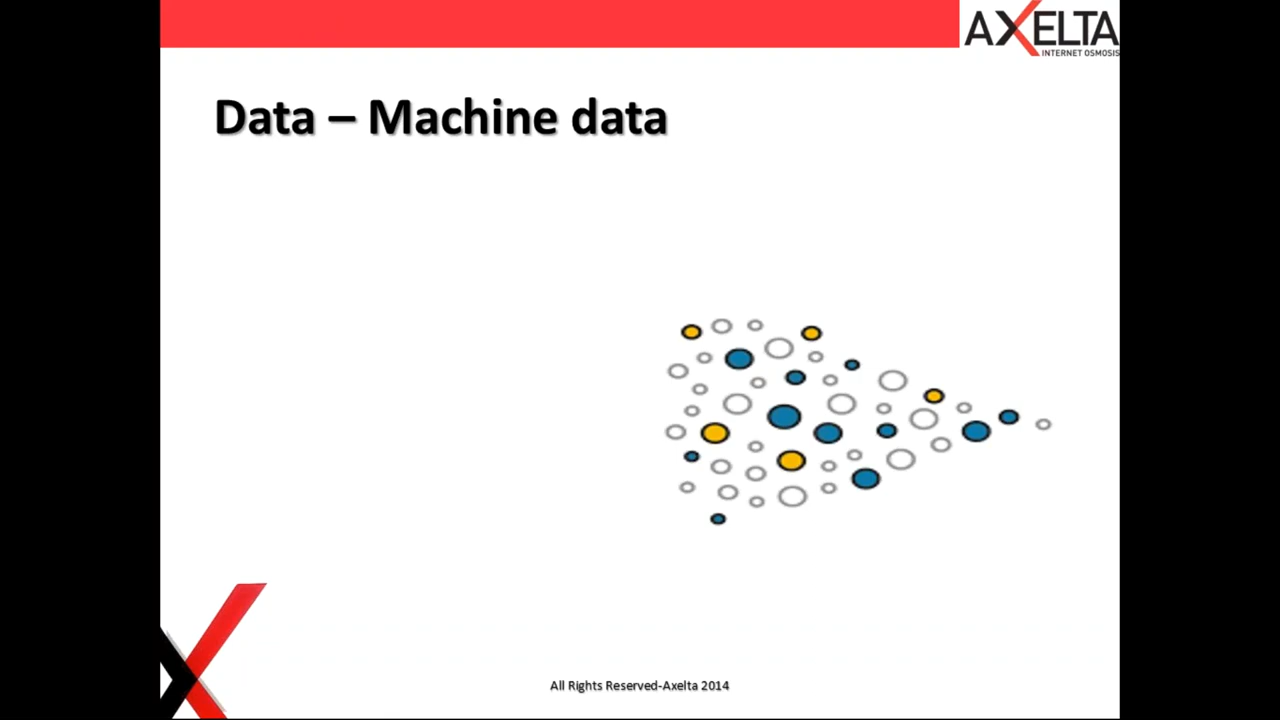 AXELTA
INTERNET OSMOSIS
Data – Machine data
All Rights Reserved-Axelta 2014